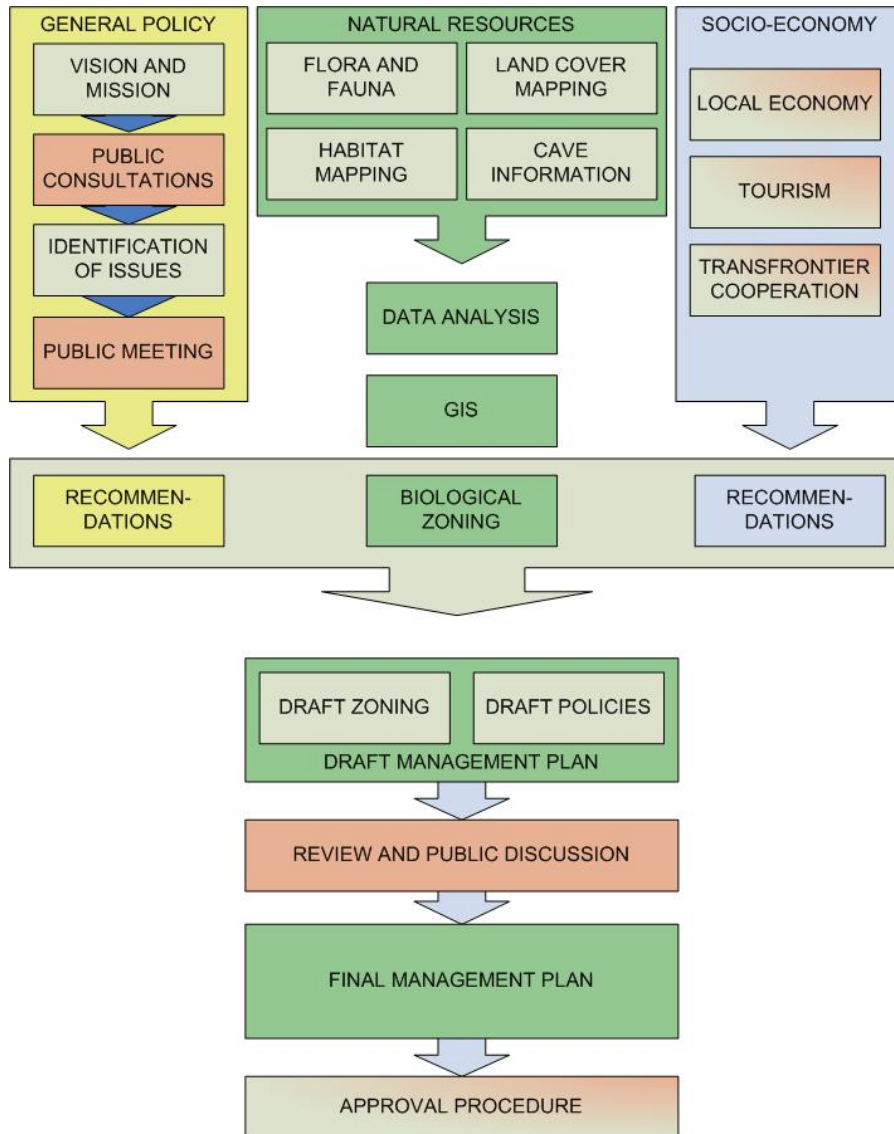 GENERAL POLICY
VISION AND
MISSION
PUBLIC
CONSULTATIONS
IDENTIFICATION
OF ISSUES
PUBLIC MEETING
NATURAL RESOURCES
FLORA AND
FAUNA
LAND COVER
MAPPING
HABITAT
MAPPING
CAVE
INFORMATION
DATA ANALYSIS
GIS
SOCIO-ECONOMY
LOCAL ECONOMY
TOURISM
TRANSFRONTIER
COOPERATION
RECOMMEN-
DATIONS
BIOLOGICAL
ZONING
RECOMMEN-
DATIONS
DRAFT ZONING
DRAFT POLICIES
DRAFT MANAGEMENT PLAN
REVIEW AND PUBLIC DISCUSSION
FINAL MANAGEMENT PLAN
APPROVAL PROCEDURE